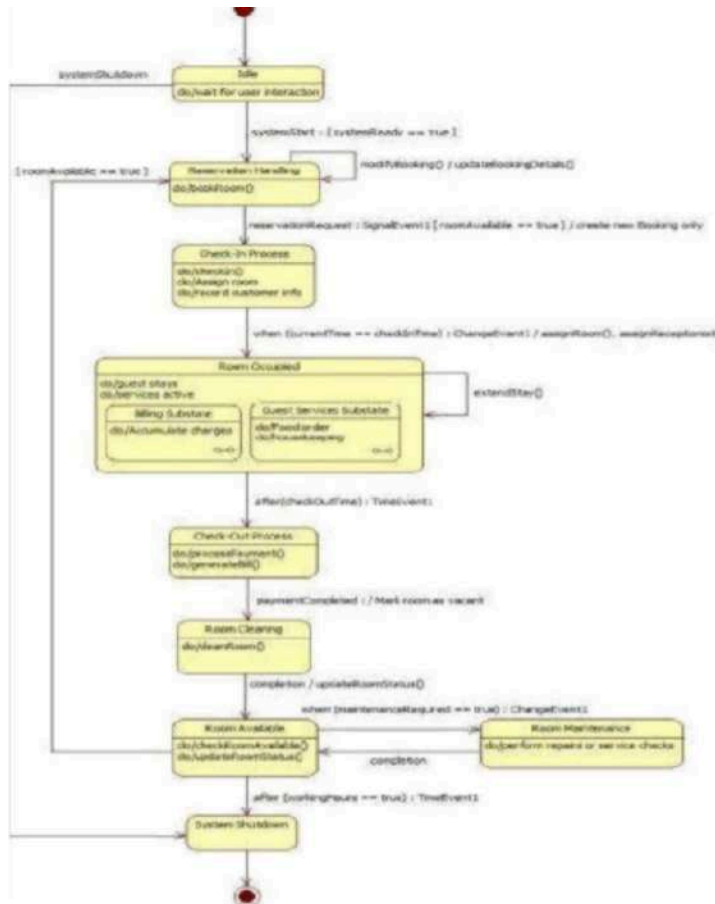 systemShutdown
Idle
do/wait for user interaction
systemStart : [ systemReady == true ]
[ roomAvailable == true ]
Reservation Handling
do/bookRoom()
modifyBooking() / updateBookingDetails()
reservationRequest : SignalEvent1 [ roomAvailable == true ] / create new Booking only
Check-In Process
do/checkin()
do/Assign room
do/record customer info
when (currentTime == checkInTime) : ChangeEvent1 / assignRoom(), assignReceptionist
Room Occupied
do/guest stays
do/services active
extendStay()
Billing Substate
do/Accumulate charges
Guest Services Substate
do/Food order
do/housekeeping
after(checkOutTime) : TimeEvent1
Check-Out Process
do/processPayment()
do/generateBill()
paymentCompleted : / Mark room as vacant
Room Cleaning
do/cleanRoom()
completion / updateRoomStatus()
when (maintenanceRequired == true) : ChangeEvent1
Room Available
do/checkRoomAvailable()
do/updateRoomStatus()
Room Maintenance
do/perform repairs or service checks
completion
after (workingHours == true) : TimeEvent1
System Shutdown